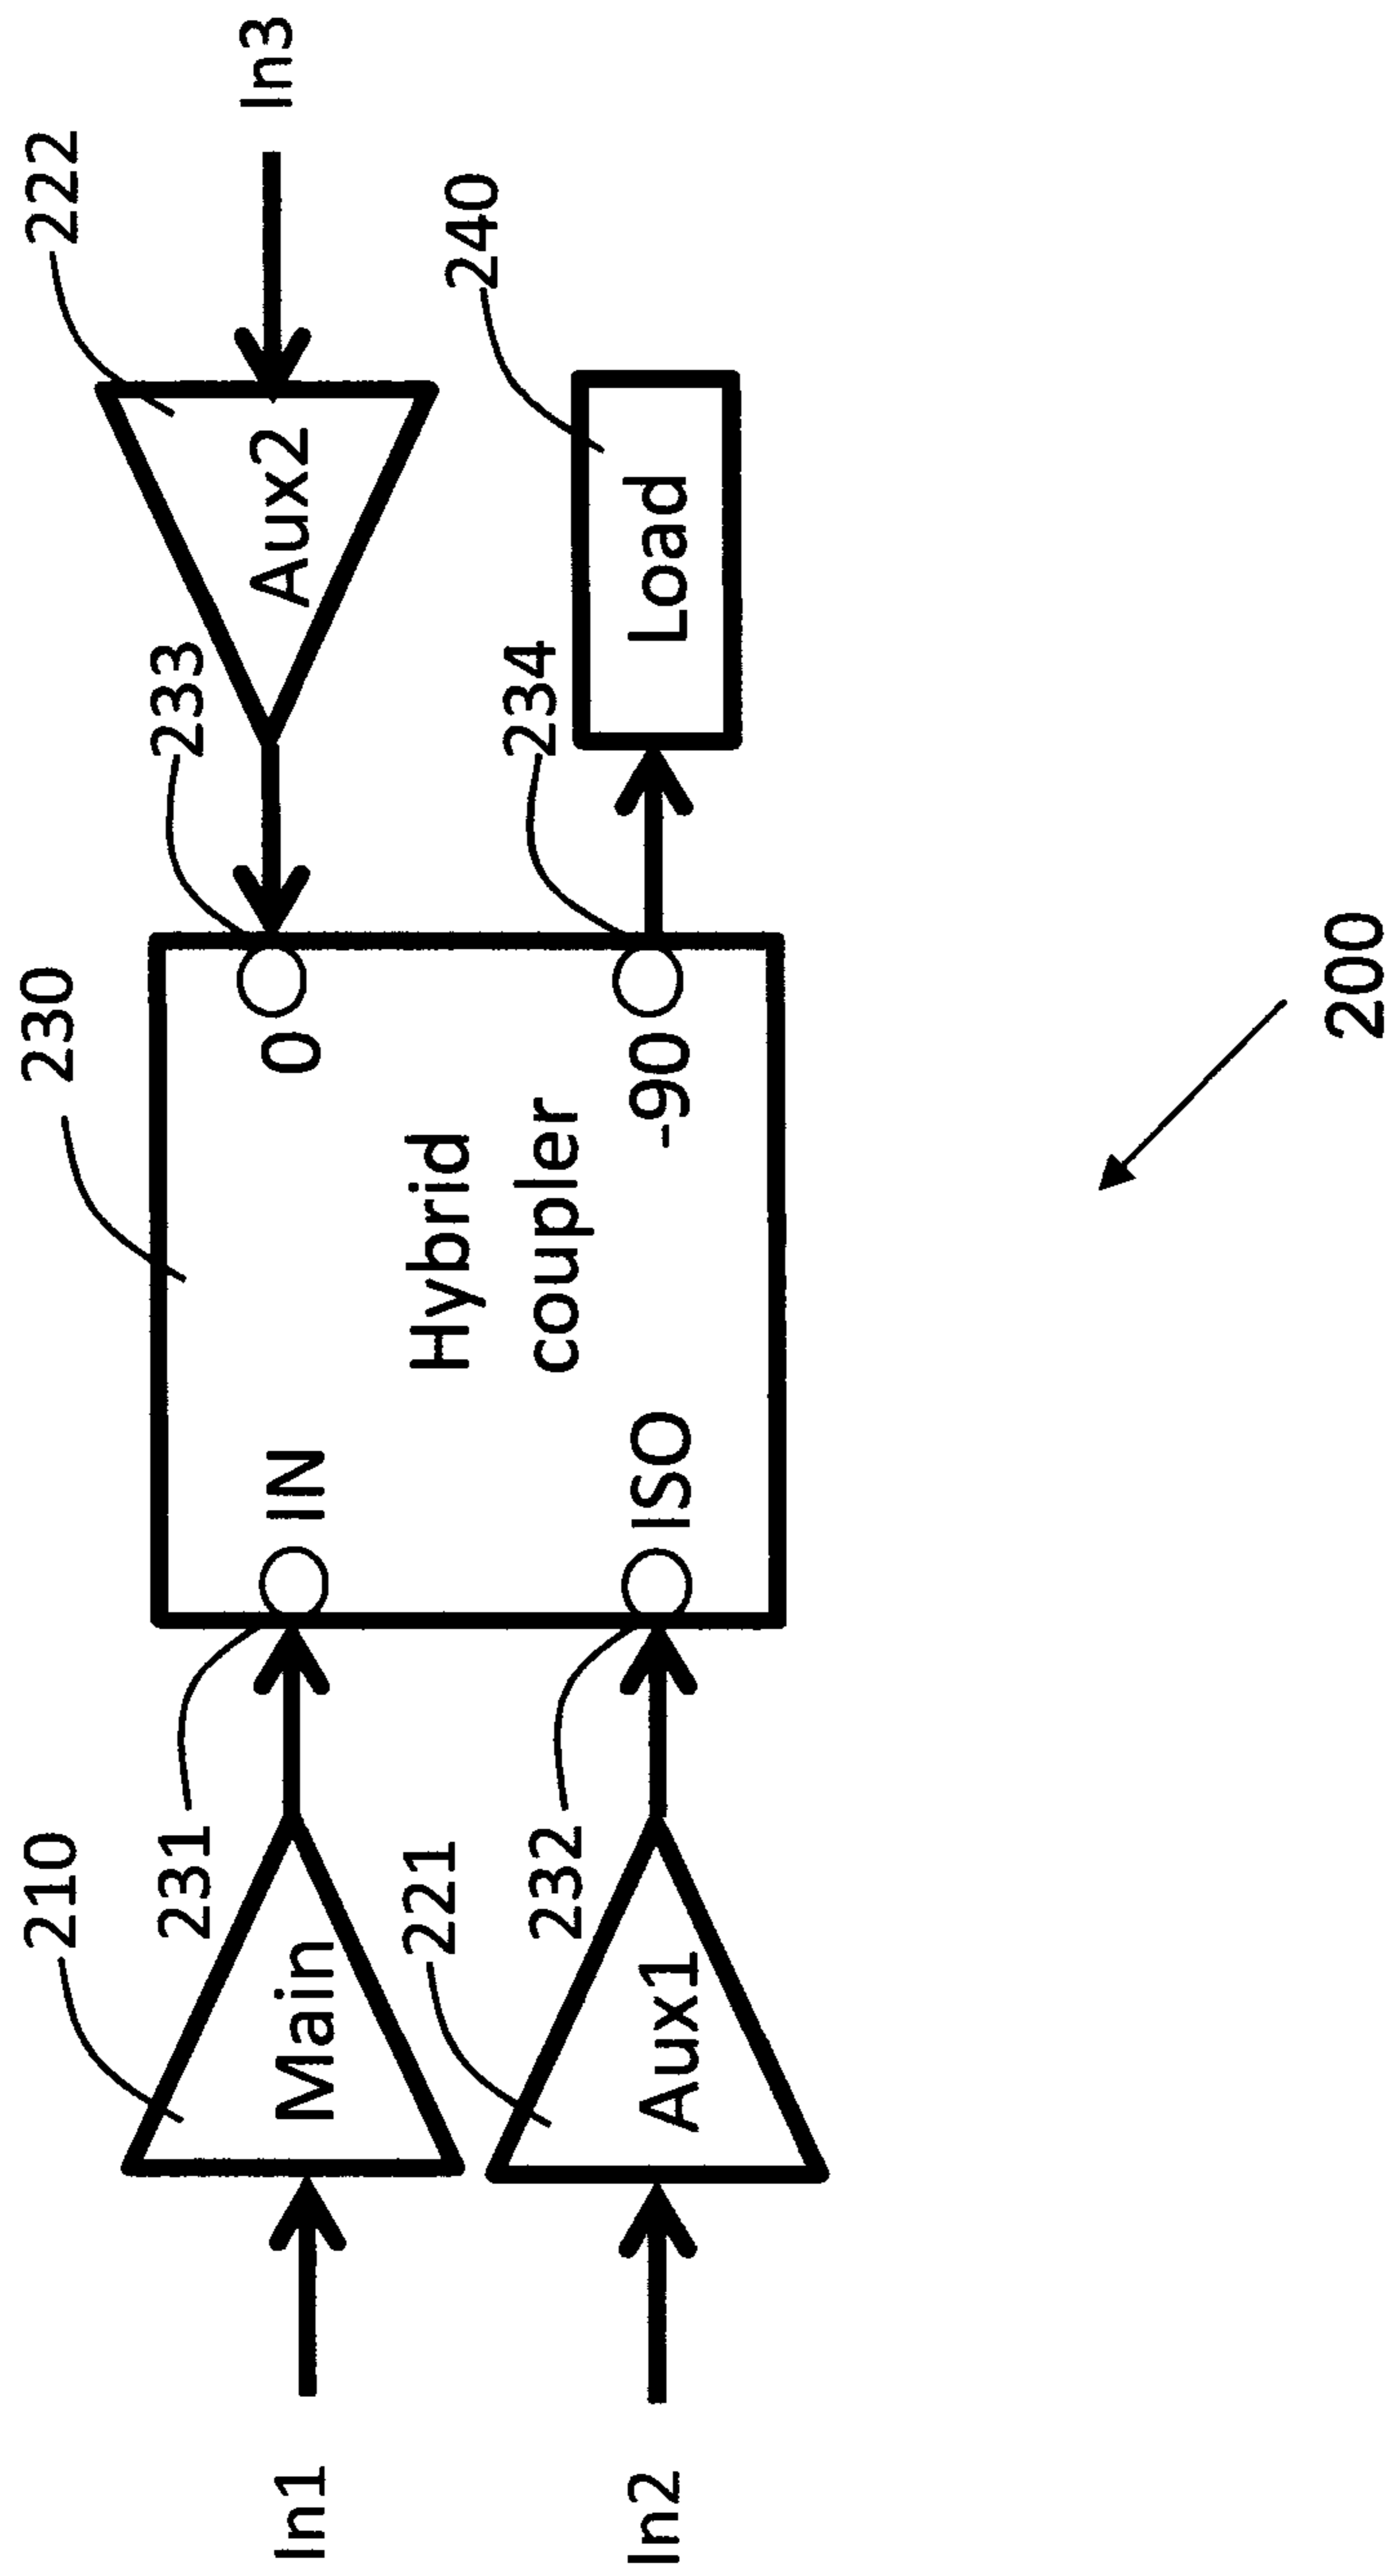 230
222
In3
210
231
233
Main
IN
0
Aux2
In1
Hybrid
coupler
221
232
234
240
Aux1
ISO
-90
Load
In2
200